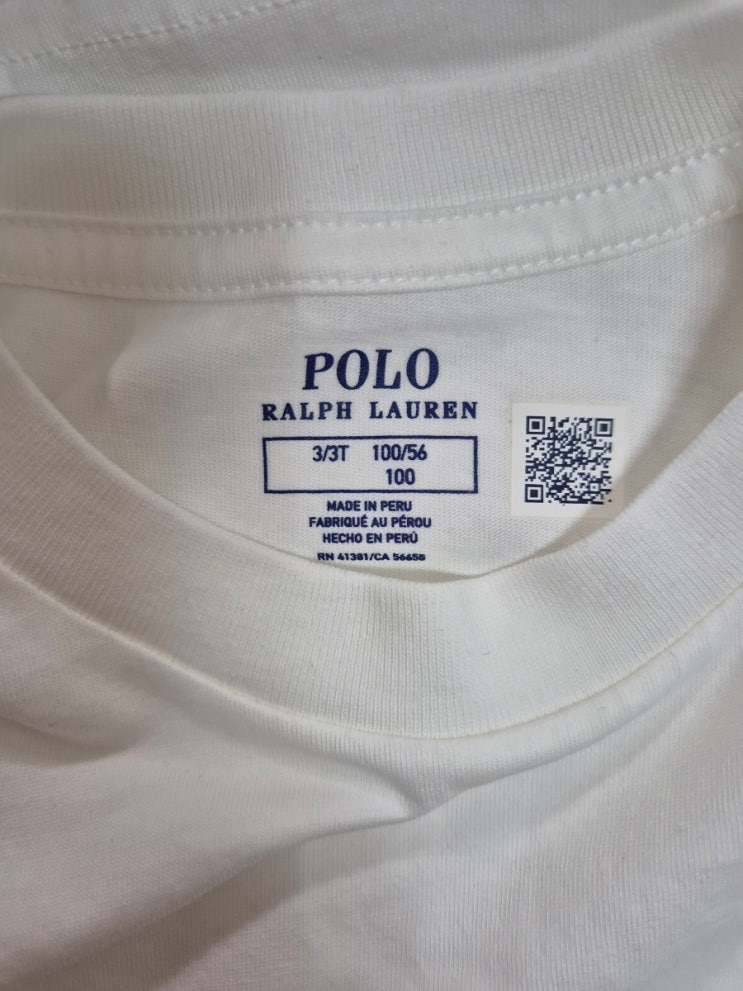 POLO
RALPH LAUREN
3/3T 100/56
100
MADE IN PERU
FABRIQUÉ AU PÉROU
HECHO EN PERÚ
RN 41381/CA 56658